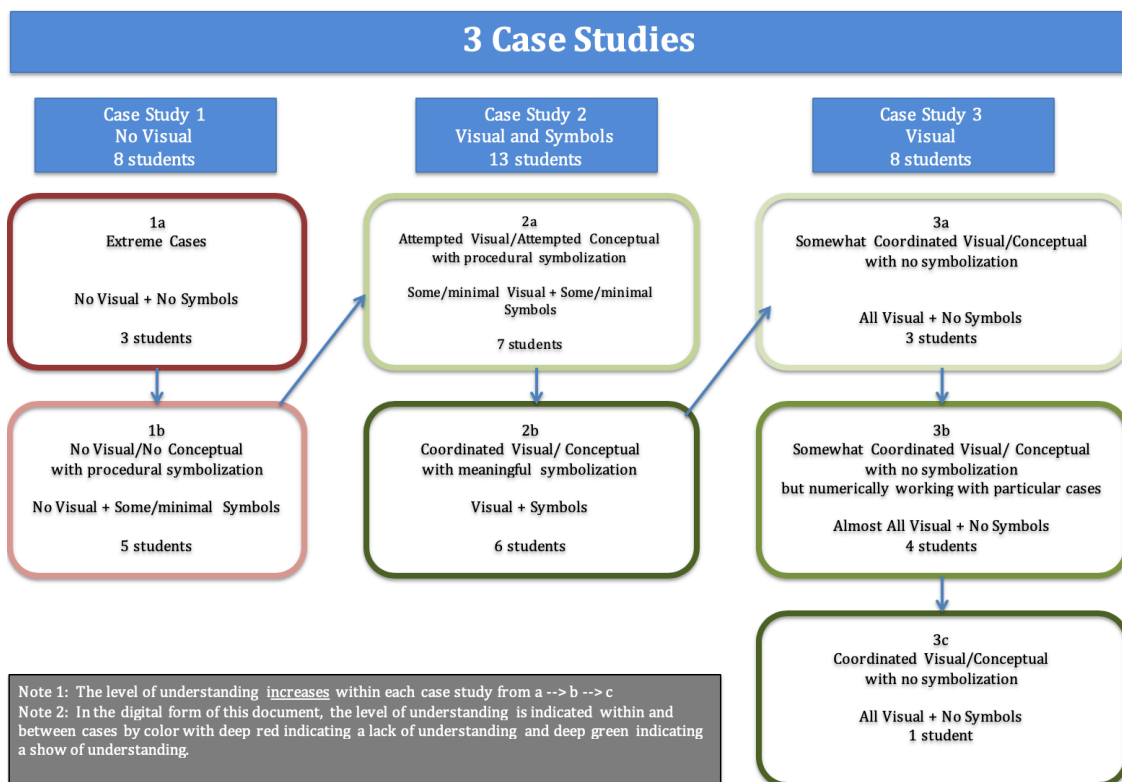 3 Case Studies
Case Study 1
No Visual
8 students
Case Study 2
Visual and Symbols
13 students
Case Study 3
Visual
8 students
1a
Extreme Cases
No Visual + No Symbols
3 students
1b
No Visual/No Conceptual
with procedural symbolization
No Visual + Some/minimal Symbols
5 students
2a
Attempted Visual/Attempted Conceptual
with procedural symbolization
Some/minimal Visual + Some/minimal
Symbols
7 students
2b
Coordinated Visual/ Conceptual
with meaningful symbolization
Visual + Symbols
6 students
3a
Somewhat Coordinated Visual/Conceptual
with no symbolization
All Visual + No Symbols
3 students
3b
Somewhat Coordinated Visual/ Conceptual
with no symbolization
but numerically working with particular cases
Almost All Visual + No Symbols
4 students
3c
Coordinated Visual/Conceptual
with no symbolization
All Visual + No Symbols
1 student
Note 1: The level of understanding increases within each case study from a --> b --> c
Note 2: In the digital form of this document, the level of understanding is indicated within and
between cases by color with deep red indicating a lack of understanding and deep green indicating
a show of understanding.